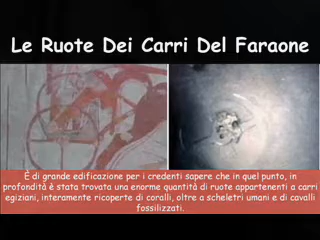 Le Ruote Dei Carri Del Faraone
È di grande edificazione per i credenti sapere che in quel punto, in
profondità è stata trovata una enorme quantità di ruote appartenenti a carri
egiziani, interamente ricoperte di coralli, oltre a scheletri umani e di cavalli
fossilizzati.